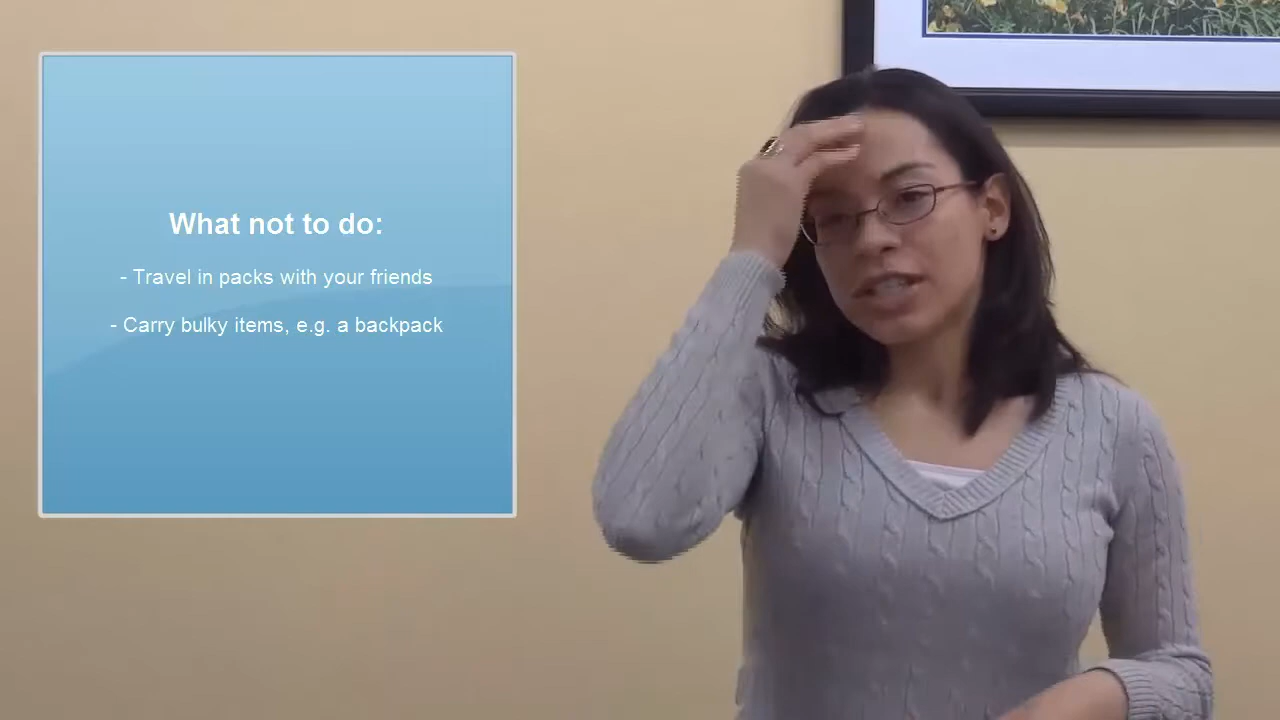 What not to do:
- Travel in packs with your friends
- Carry bulky items, e.g. a backpack